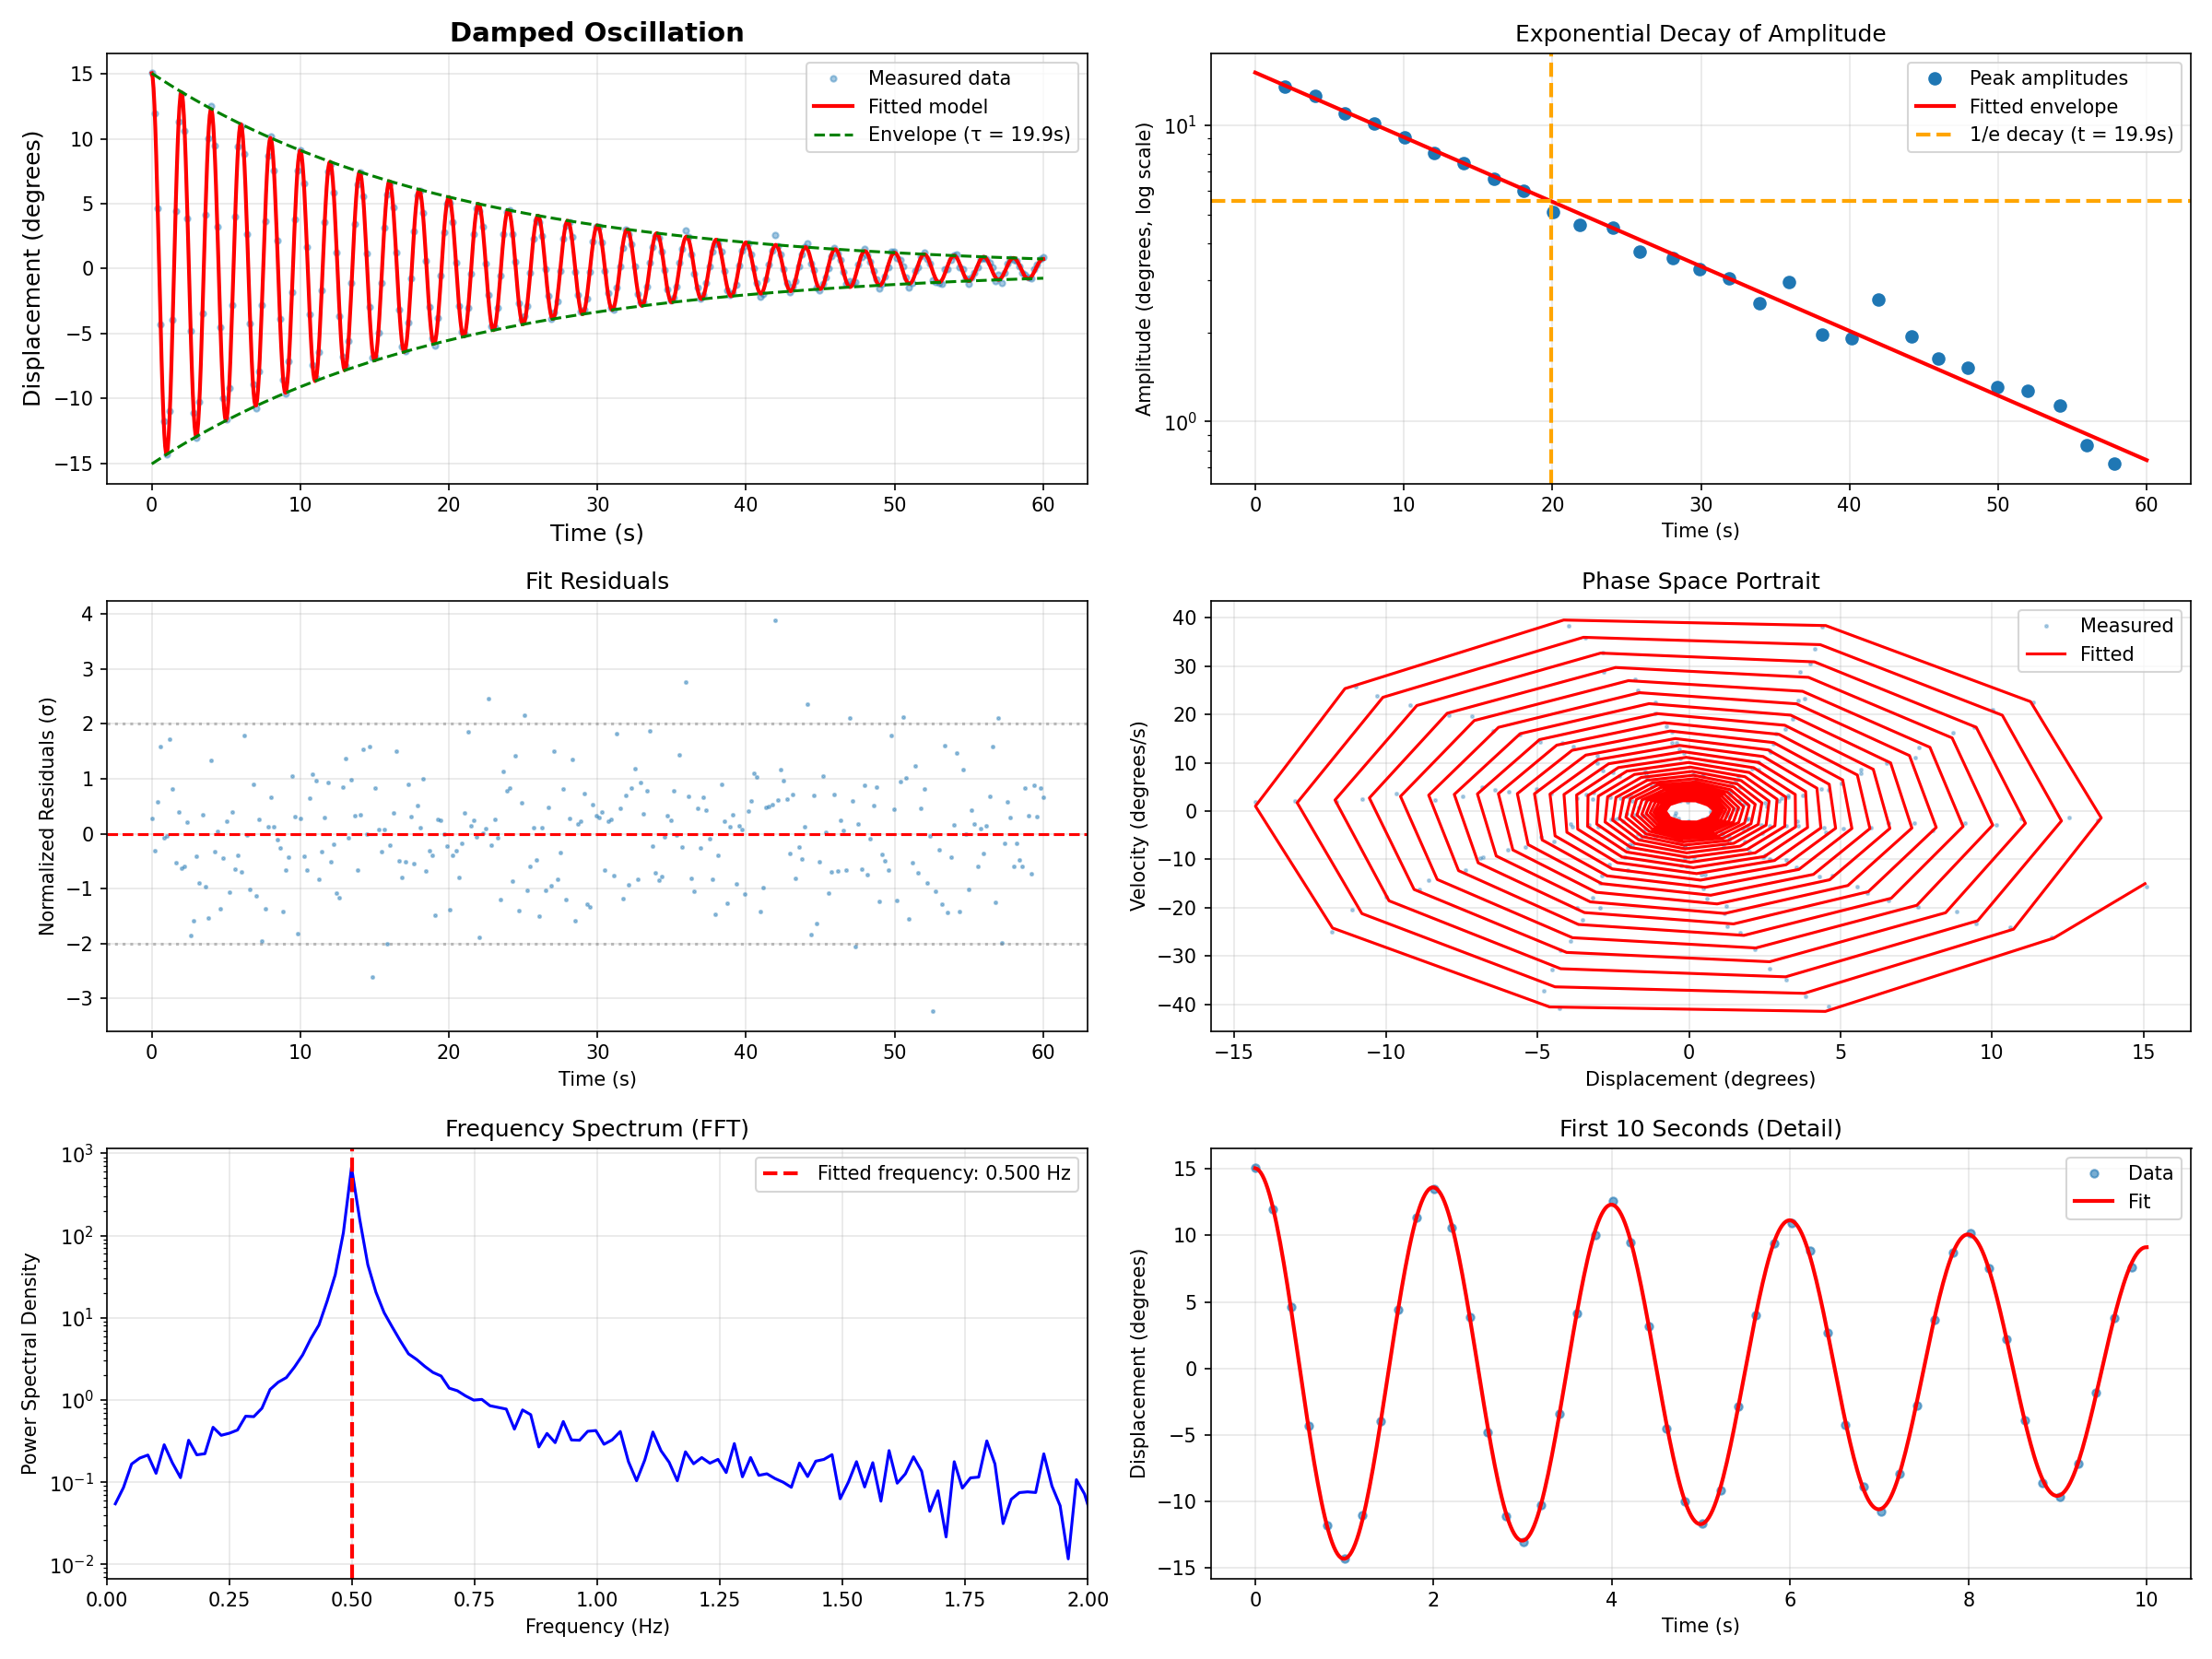 Damped Oscillation
Displacement (degrees)
15
10
5
0
−5
−10
−15
Measured data
Fitted model
Envelope (τ = 19.9s)
0 10 20 30 40 50 60
Time (s)
Exponential Decay of Amplitude
Amplitude (degrees, log scale)
10¹
10⁰
Peak amplitudes
Fitted envelope
1/e decay (t = 19.9s)
0 10 20 30 40 50 60
Time (s)
Fit Residuals
Normalized Residuals (σ)
4
3
2
1
0
−1
−2
−3
0 10 20 30 40 50 60
Time (s)
Phase Space Portrait
Velocity (degrees/s)
40
30
20
10
0
−10
−20
−30
−40
Measured
Fitted
−15 −10 −5 0 5 10 15
Displacement (degrees)
Frequency Spectrum (FFT)
Power Spectral Density
10³
10²
10¹
10⁰
10⁻¹
10⁻²
Fitted frequency: 0.500 Hz
0.00 0.25 0.50 0.75 1.00 1.25 1.50 1.75 2.00
Frequency (Hz)
First 10 Seconds (Detail)
Displacement (degrees)
15
10
5
0
−5
−10
−15
Data
Fit
0 2 4 6 8 10
Time (s)